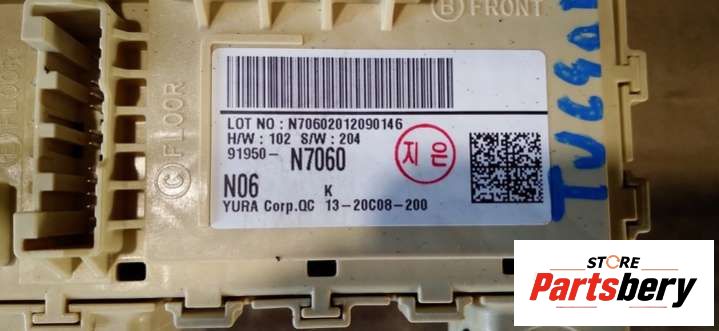 B FRONT
C FLOOR
FLOOR
LOT NO : N70602012090146
H/W : 102 S/W : 204
91950- N7060
지은
N06 K
YURA Corp.QC 13-20C08-200
TUCSON
STORE
Partsbery